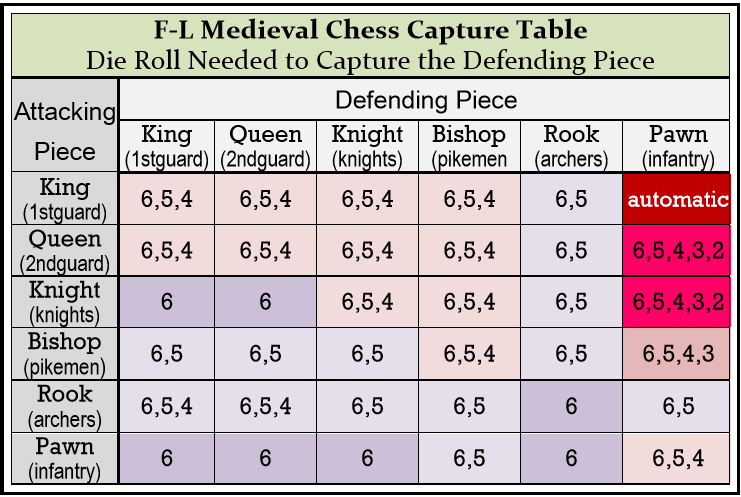 F-L Medieval Chess Capture Table
Die Roll Needed to Capture the Defending Piece
Attacking Piece
Defending Piece
King (1stguard) Queen (2ndguard) Knight (knights) Bishop (pikemen Rook (archers) Pawn (infantry)
King (1stguard) 6,5,4 6,5,4 6,5,4 6,5,4 6,5 automatic
Queen (2ndguard) 6,5,4 6,5,4 6,5,4 6,5,4 6,5 6,5,4,3,2
Knight (knights) 6 6 6,5,4 6,5,4 6,5 6,5,4,3,2
Bishop (pikemen) 6,5 6,5 6,5 6,5,4 6,5 6,5,4,3
Rook (archers) 6,5,4 6,5,4 6,5 6,5 6 6,5
Pawn (infantry) 6 6 6 6,5 6 6,5,4